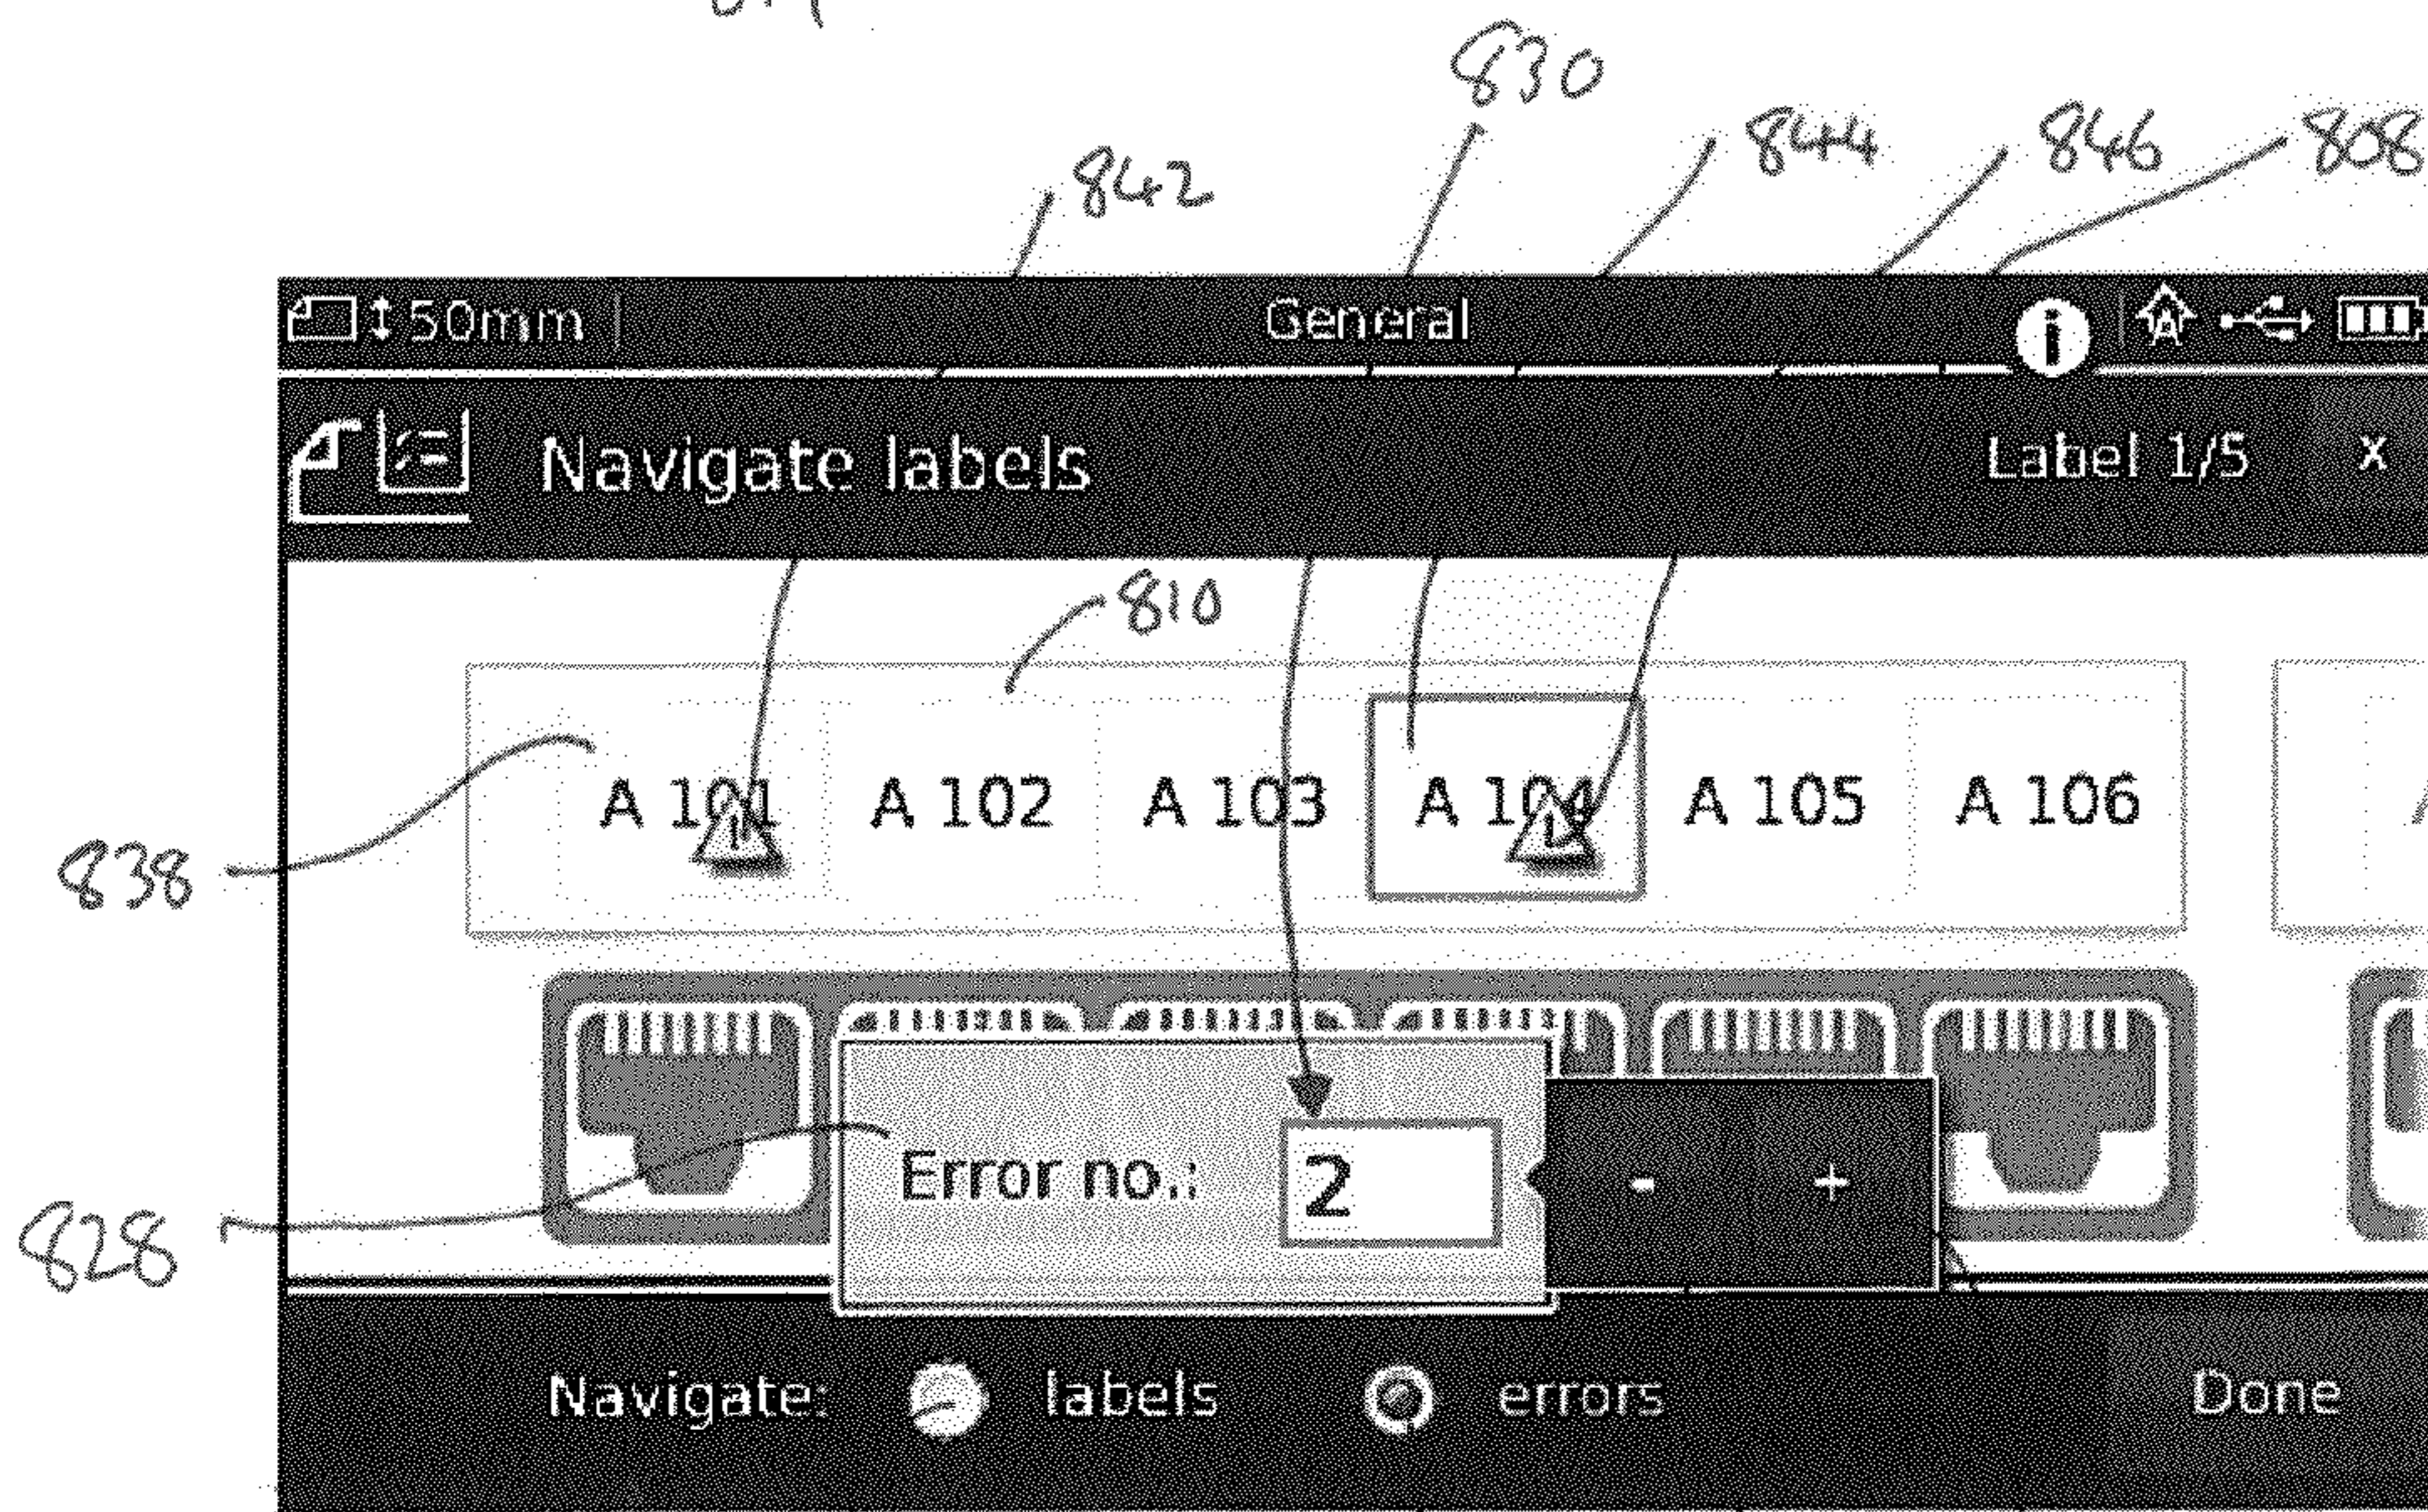 830
842 844 846 808
50mm General i
Navigate labels Label 1/5 x
810
A 101 A 102 A 103 A 104 A 105 A 106
838
Error no.: 2 - +
828
Navigate: labels errors Done